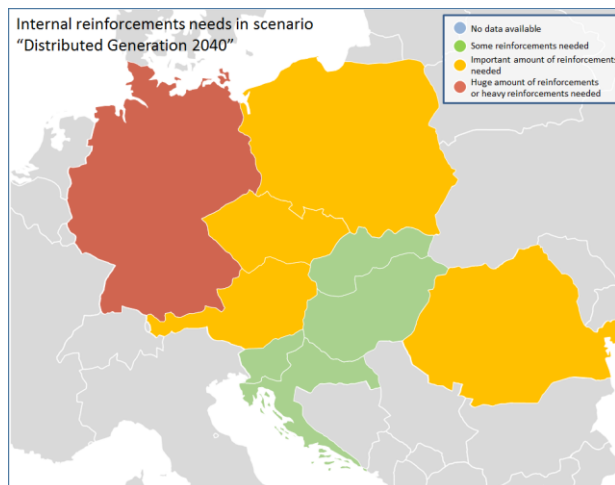 Internal reinforcements needs in scenario
“Distributed Generation 2040”
No data available
Some reinforcements needed
Important amount of reinforcements
needed
Huge amount of reinforcements
or heavy reinforcements needed